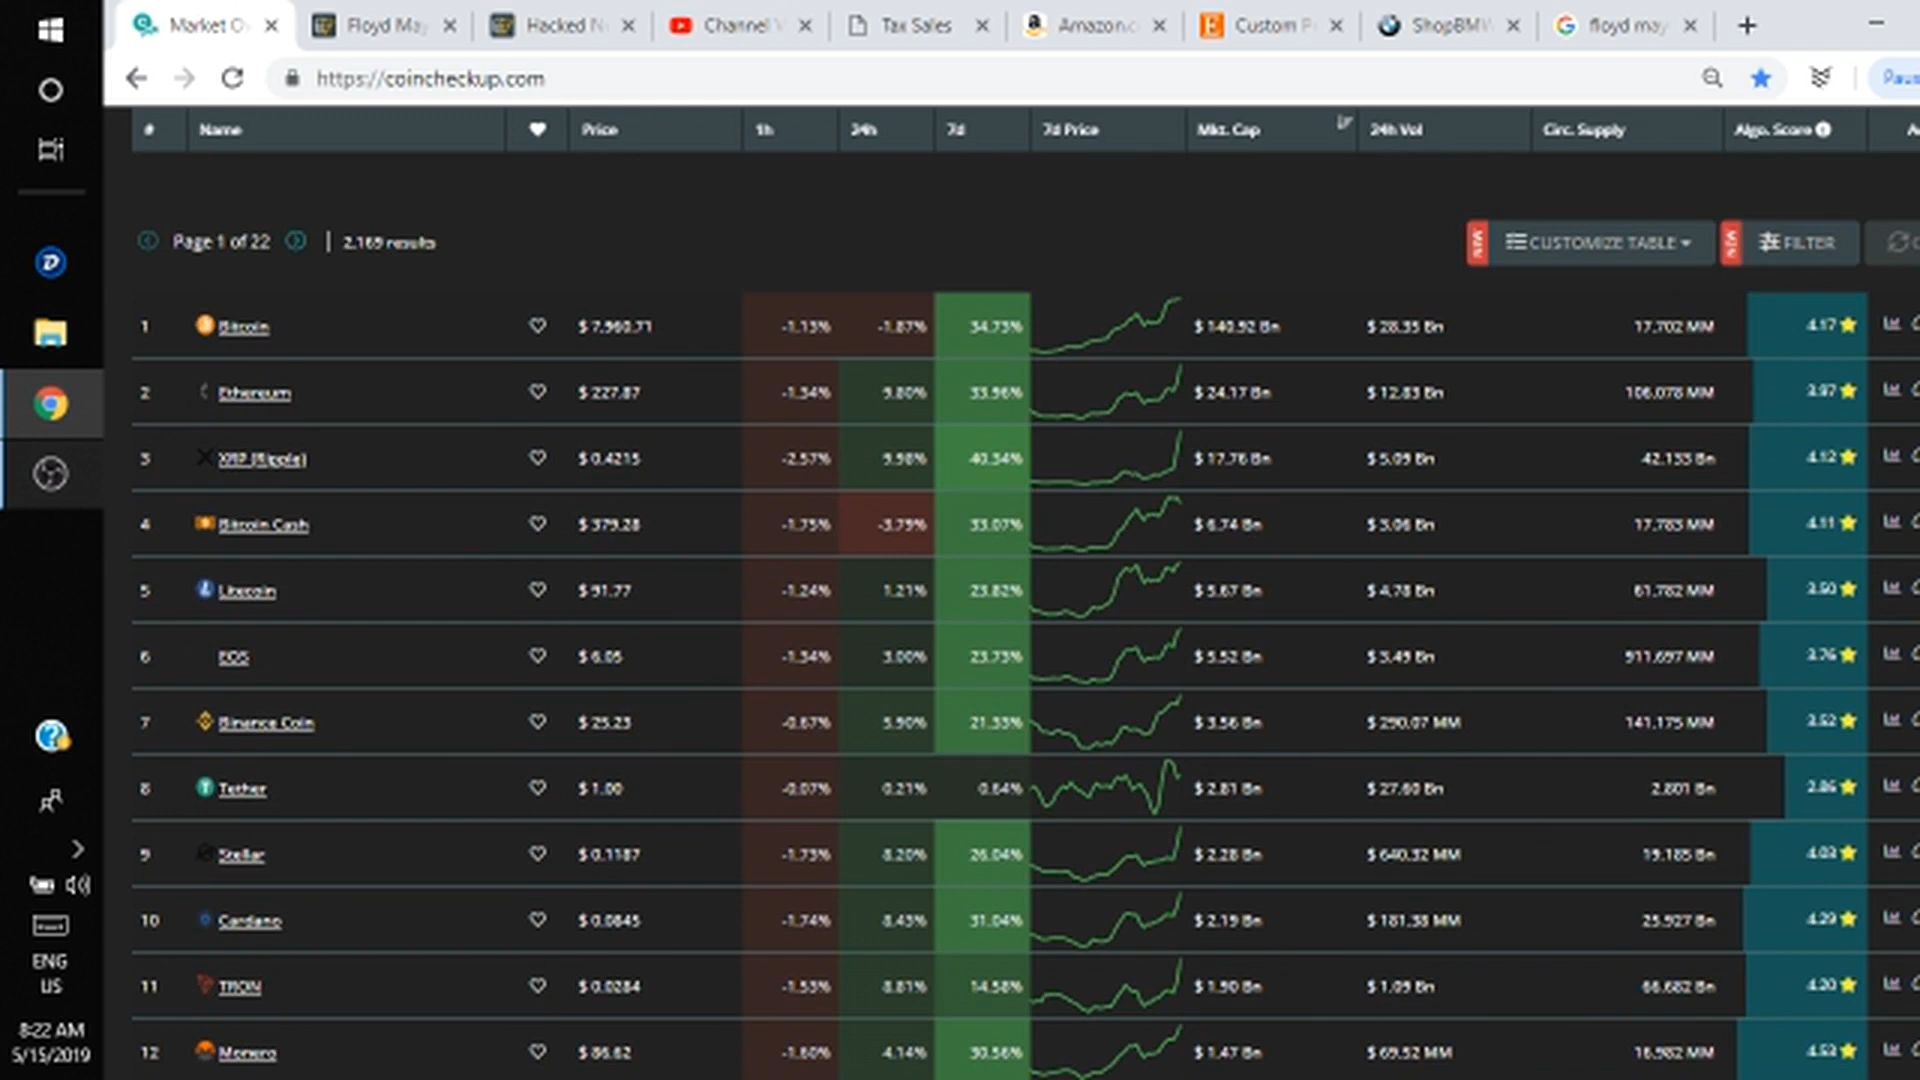 Market O Floyd May Hacked N Channel Tax Sales Amazon.c Custom P ShopBMW floyd may
https://coincheckup.com Paus
# Name Price 1h 24h 7d 7d Price Mkt. Cap 24h Vol Circ. Supply Algo. Score
Page 1 of 22 | 2.169 results CUSTOMIZE TABLE FILTER
1 Bitcoin $ 7,960.71 -1.13% -1.87% 34.73% $ 140.92 Bn $ 28.35 Bn 17.702 MM 4.17
2 Ethereum $ 227.87 -1.34% 9.80% 33.96% $ 24.17 Bn $ 12.83 Bn 106.078 MM 3.97
3 XRP (Ripple) $ 0.4215 -2.57% 9.98% 40.34% $ 17.76 Bn $ 5.09 Bn 42.133 Bn 4.12
4 Bitcoin Cash $ 379.28 -1.75% -3.79% 33.07% $ 6.74 Bn $ 3.06 Bn 17.783 MM 4.11
5 Litecoin $ 91.77 -1.24% 1.21% 23.82% $ 5.67 Bn $ 4.78 Bn 61.782 MM 3.50
6 EOS $ 6.05 -1.34% 3.00% 23.73% $ 5.52 Bn $ 3.49 Bn 911.697 MM 3.76
7 Binance Coin $ 25.23 -0.67% 5.90% 21.33% $ 3.56 Bn $ 290.07 MM 141.175 MM 3.52
8 Tether $ 1.00 -0.07% 0.21% 0.64% $ 2.81 Bn $ 27.60 Bn 2.801 Bn 2.86
9 Stellar $ 0.1187 -1.73% 8.20% 26.04% $ 2.28 Bn $ 640.32 MM 19.185 Bn 4.03
10 Cardano $ 0.0845 -1.74% 8.43% 31.04% $ 2.19 Bn $ 181.38 MM 25.927 Bn 4.29
11 TRON $ 0.0284 -1.53% 8.81% 14.58% $ 1.90 Bn $ 1.09 Bn 66.682 Bn 4.20
12 Monero $ 86.62 -1.60% 4.14% 30.56% $ 1.47 Bn $ 69.52 MM 16.982 MM 4.53
ENG
US
8:22 AM
5/15/2019